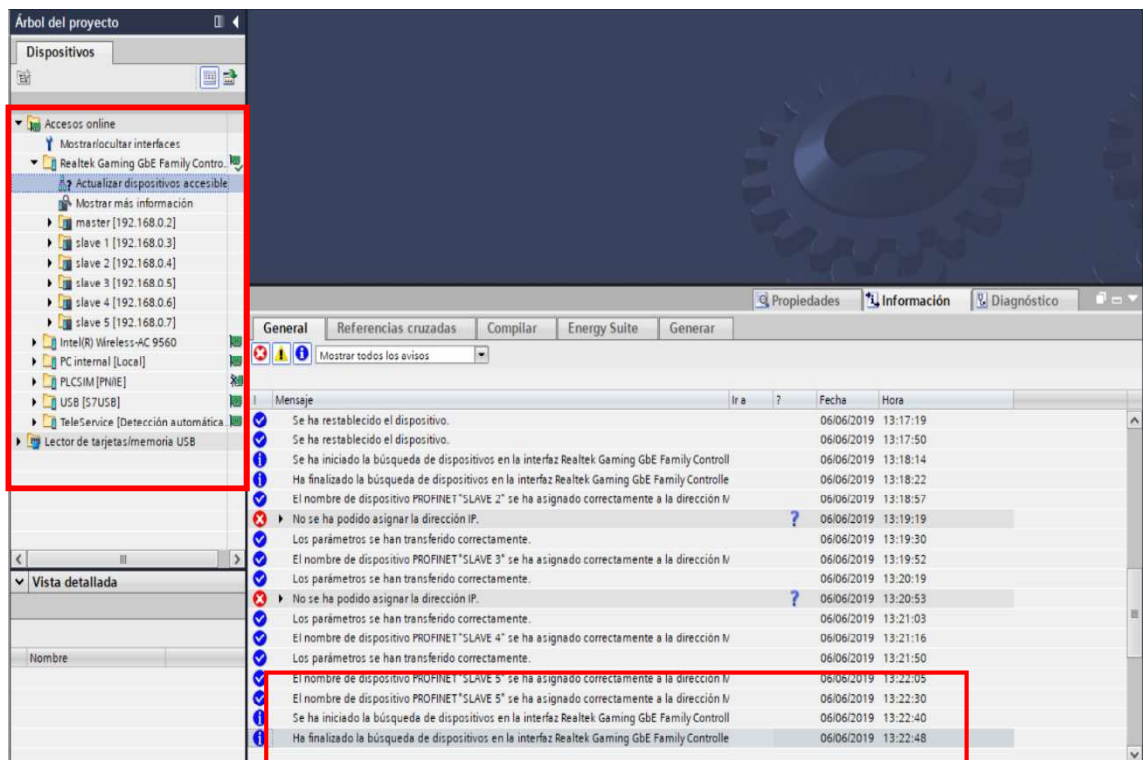 Árbol del proyecto
Dispositivos
Accesos online
Mostrar/ocultar interfaces
Realtek Gaming GbE Family Contro..
Actualizar dispositivos accesible
Mostrar más información
master [192.168.0.2]
slave 1 [192.168.0.3]
slave 2 [192.168.0.4]
slave 3 [192.168.0.5]
slave 4 [192.168.0.6]
slave 5 [192.168.0.7]
Intel(R) Wireless-AC 9560
PC internal [Local]
PLCSIM [PN/IE]
USB [S7USB]
TeleService [Detección automática..
Lector de tarjetas/memoria USB
Vista detallada
Nombre
Propiedades Información Diagnóstico
General Referencias cruzadas Compilar Energy Suite Generar
Mostrar todos los avisos
! Mensaje Ir a ? Fecha Hora
Se ha restablecido el dispositivo. 06/06/2019 13:17:19
Se ha restablecido el dispositivo. 06/06/2019 13:17:50
Se ha iniciado la búsqueda de dispositivos en la interfaz Realtek Gaming GbE Family Controll 06/06/2019 13:18:14
Ha finalizado la búsqueda de dispositivos en la interfaz Realtek Gaming GbE Family Controlle 06/06/2019 13:18:22
El nombre de dispositivo PROFINET "SLAVE 2" se ha asignado correctamente a la dirección M 06/06/2019 13:18:57
No se ha podido asignar la dirección IP. ? 06/06/2019 13:19:19
Los parámetros se han transferido correctamente. 06/06/2019 13:19:30
El nombre de dispositivo PROFINET "SLAVE 3" se ha asignado correctamente a la dirección M 06/06/2019 13:19:52
Los parámetros se han transferido correctamente. 06/06/2019 13:20:19
No se ha podido asignar la dirección IP. ? 06/06/2019 13:20:53
Los parámetros se han transferido correctamente. 06/06/2019 13:21:03
El nombre de dispositivo PROFINET "SLAVE 4" se ha asignado correctamente a la dirección M 06/06/2019 13:21:16
Los parámetros se han transferido correctamente. 06/06/2019 13:21:50
El nombre de dispositivo PROFINET "SLAVE 5" se ha asignado correctamente a la dirección M 06/06/2019 13:22:05
El nombre de dispositivo PROFINET "SLAVE 5" se ha asignado correctamente a la dirección M 06/06/2019 13:22:30
Se ha iniciado la búsqueda de dispositivos en la interfaz Realtek Gaming GbE Family Controll 06/06/2019 13:22:40
Ha finalizado la búsqueda de dispositivos en la interfaz Realtek Gaming GbE Family Controlle 06/06/2019 13:22:48